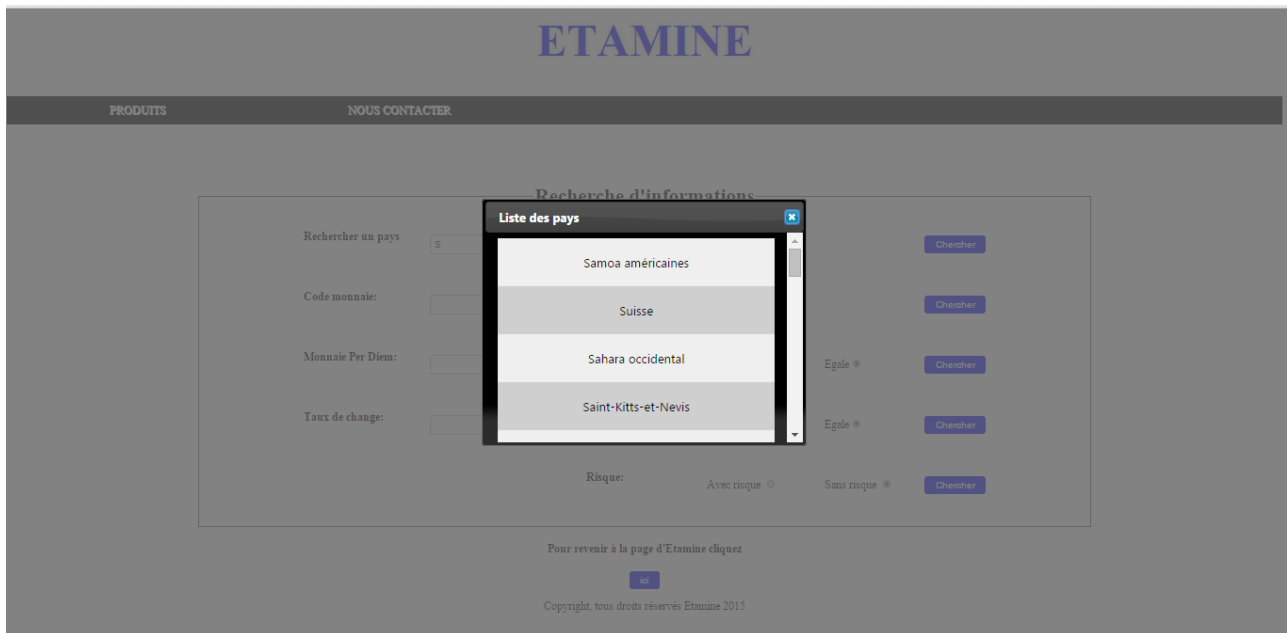 ETAMINE
PRODUITS NOUS CONTACTER
Recherche d'informations
Liste des pays
Rechercher un pays S Chercher
Samoa américaines
Suisse
Code monnaie: Chercher
Sahara occidental
Monnaie Per Diem: Egale Chercher
Saint-Kitts-et-Nevis
Taux de change: Egale Chercher
Risque: Avec risque Sans risque Chercher
Pour revenir à la page d'Etamine cliquez
ici
Copyright, tous droits réservés Etamine 2015